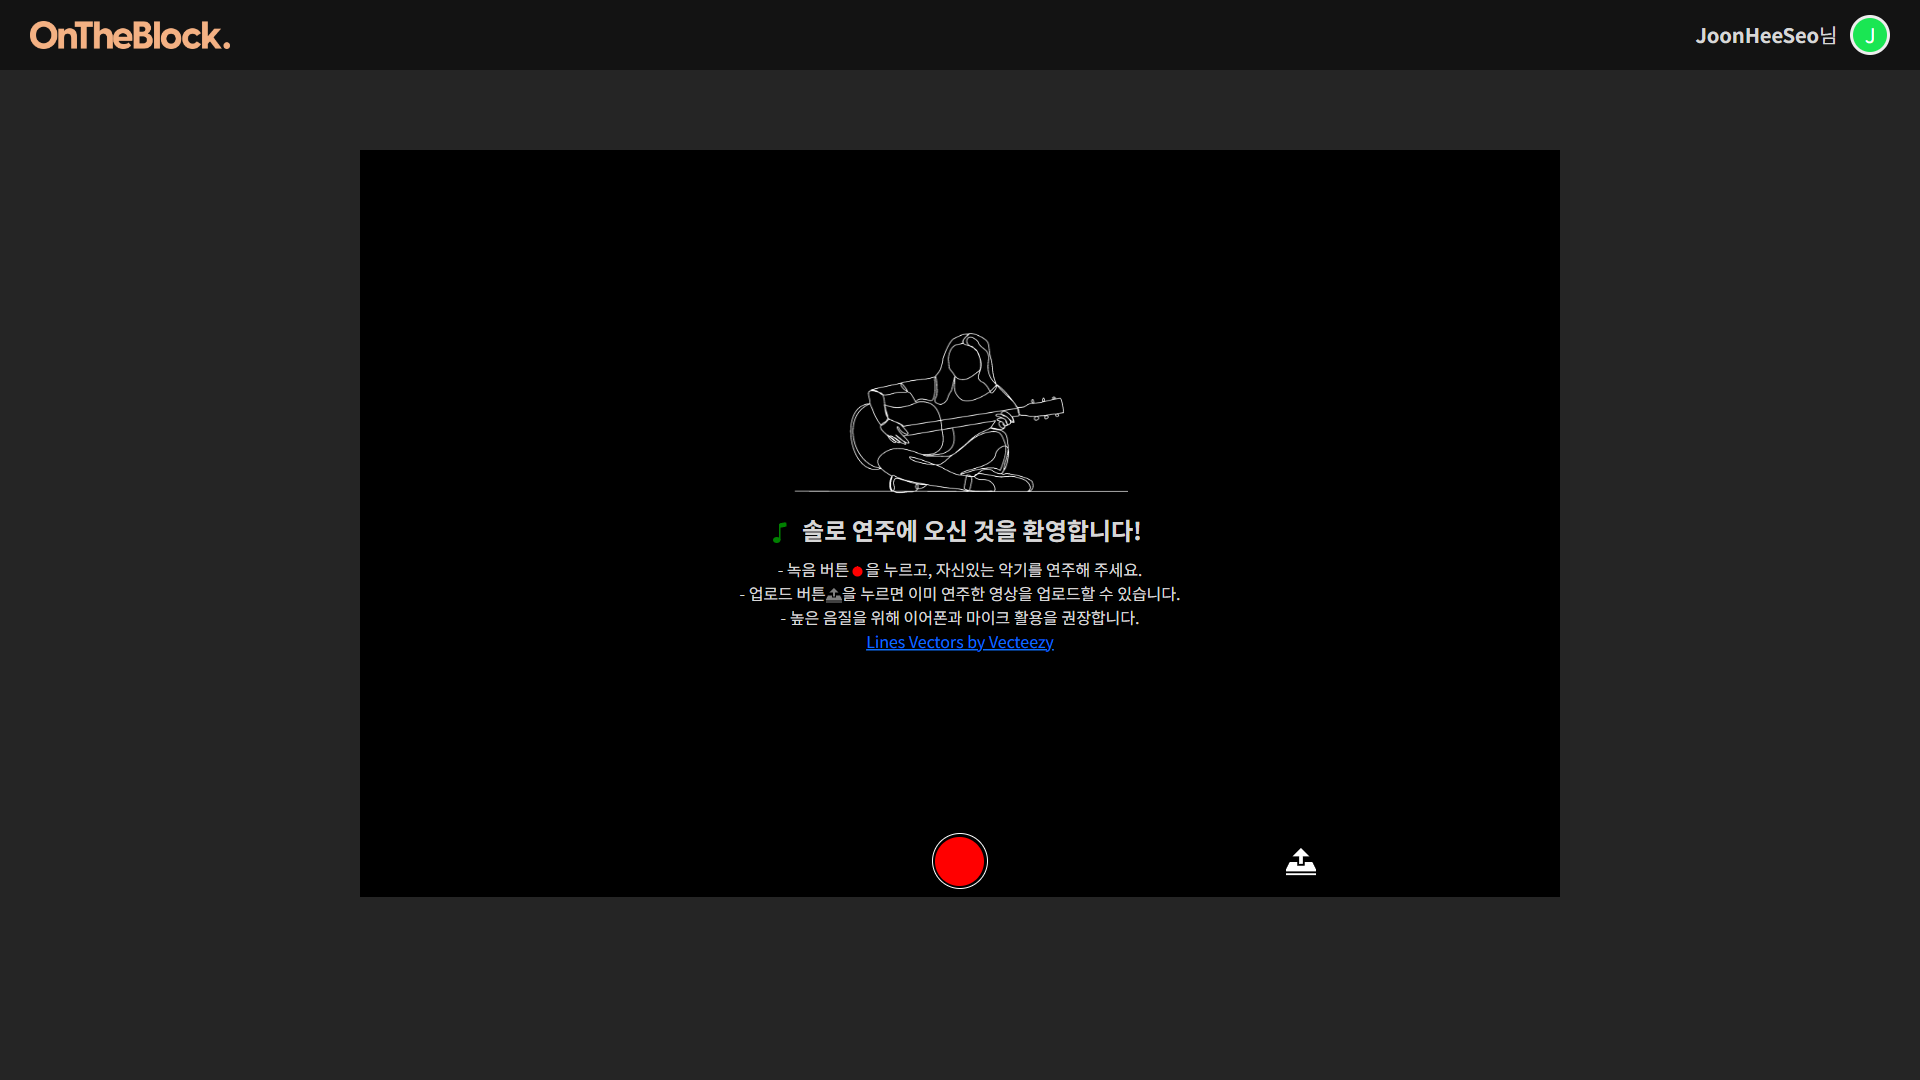 OnTheBlock.
JoonHeeSeo님
J
솔로 연주에 오신 것을 환영합니다!
- 녹음 버튼을 누르고, 자신있는 악기를 연주해 주세요.
- 업로드 버튼을 누르면 이미 연주한 영상을 업로드할 수 있습니다.
- 높은 음질을 위해 이어폰과 마이크 활용을 권장합니다.
Lines Vectors by Vecteezy